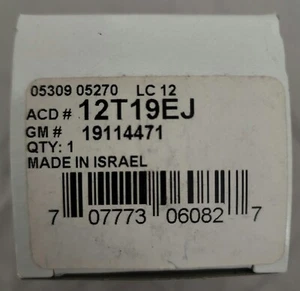 05309 05270 LC 12
ACD # 12T19EJ
GM # 19114471
QTY: 1
MADE IN ISRAEL
7 07773 06082 7